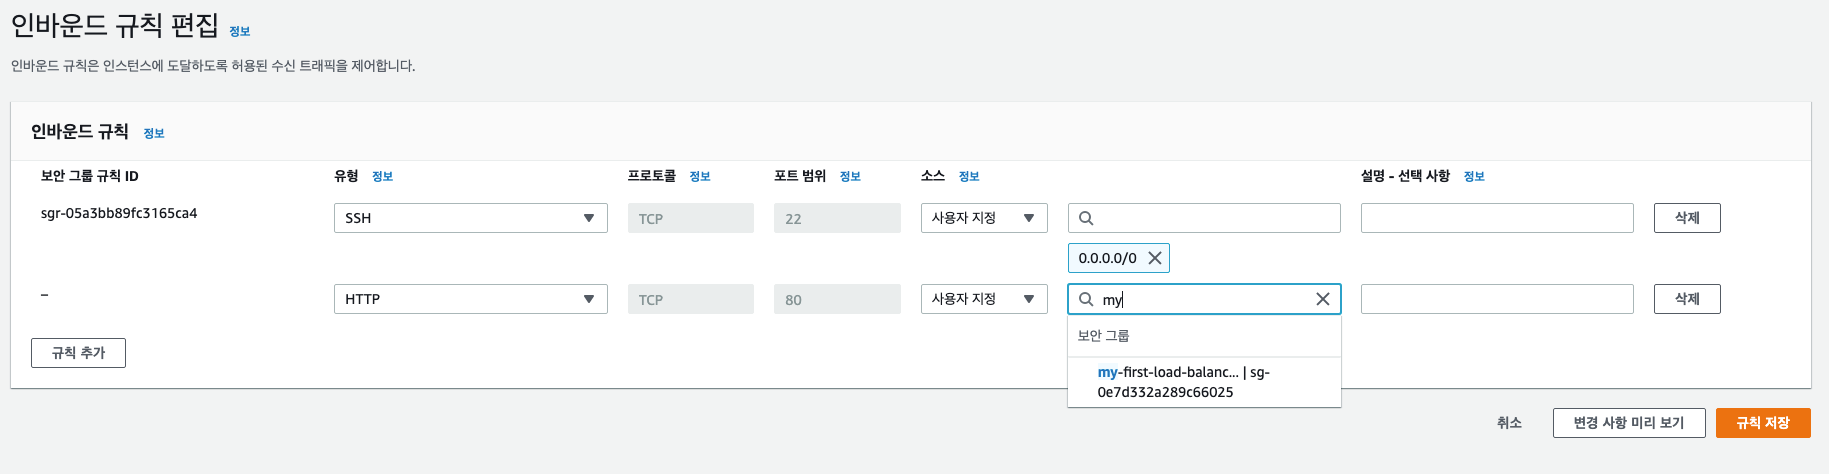 인바운드 규칙 편집 정보
인바운드 규칙은 인스턴스에 도달하도록 허용된 수신 트래픽을 제어합니다.
인바운드 규칙 정보
보안 그룹 규칙 ID 유형 정보 프로토콜 정보 포트 범위 정보 소스 정보 설명 - 선택 사항 정보
sgr-05a3bb89fc3165ca4 SSH TCP 22 사용자 지정 삭제
0.0.0.0/0
– HTTP TCP 80 사용자 지정 my 삭제
보안 그룹
my-first-load-balanc... | sg-
0e7d332a289c66025
규칙 추가
취소 변경 사항 미리 보기 규칙 저장